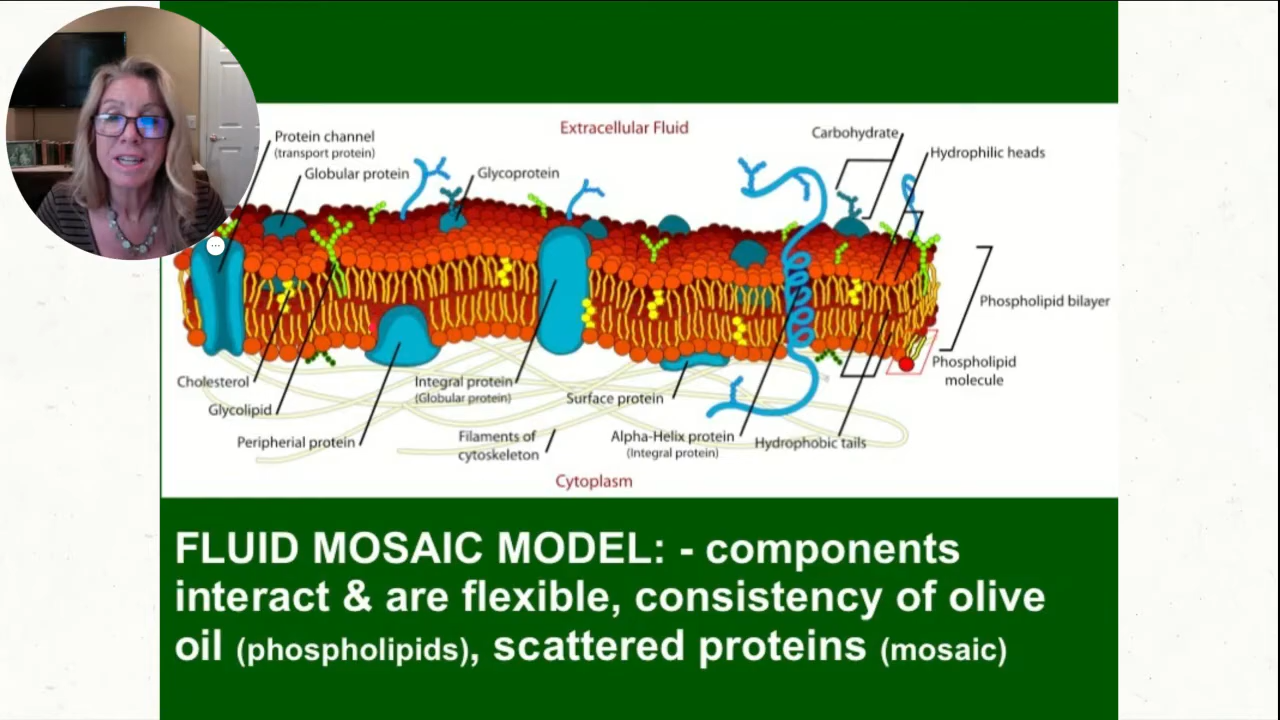 Extracellular Fluid
Carbohydrate
Protein channel
(transport protein)
Hydrophilic heads
Globular protein
Glycoprotein
Phospholipid bilayer
Phospholipid
molecule
Cholesterol
Integral protein
(Globular protein)
Surface protein
Glycolipid
Peripherial protein
Filaments of
cytoskeleton
Alpha-Helix protein
(Integral protein)
Hydrophobic tails
Cytoplasm
FLUID MOSAIC MODEL: - components
interact & are flexible, consistency of olive
oil (phospholipids), scattered proteins (mosaic)